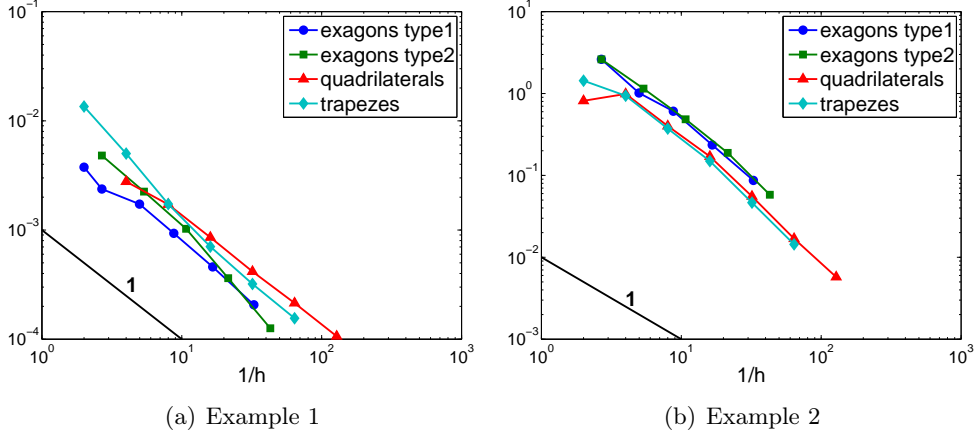 10^-1
10^-2
10^-3
10^-4
10^0
10^1
10^2
10^3
1/h
exagons type1
exagons type2
quadrilaterals
trapezes
1
(a) Example 1
10^1
10^0
10^-1
10^-2
10^-3
10^0
10^1
10^2
10^3
1/h
exagons type1
exagons type2
quadrilaterals
trapezes
1
(b) Example 2